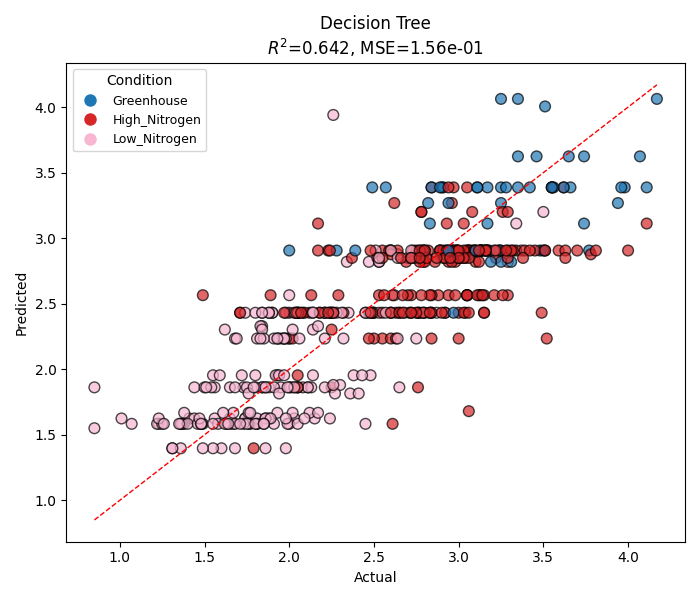 Decision Tree
R²=0.642, MSE=1.56e-01
Condition
Greenhouse
High_Nitrogen
Low_Nitrogen
Predicted
4.0
3.5
3.0
2.5
2.0
1.5
1.0
1.0 1.5 2.0 2.5 3.0 3.5 4.0
Actual